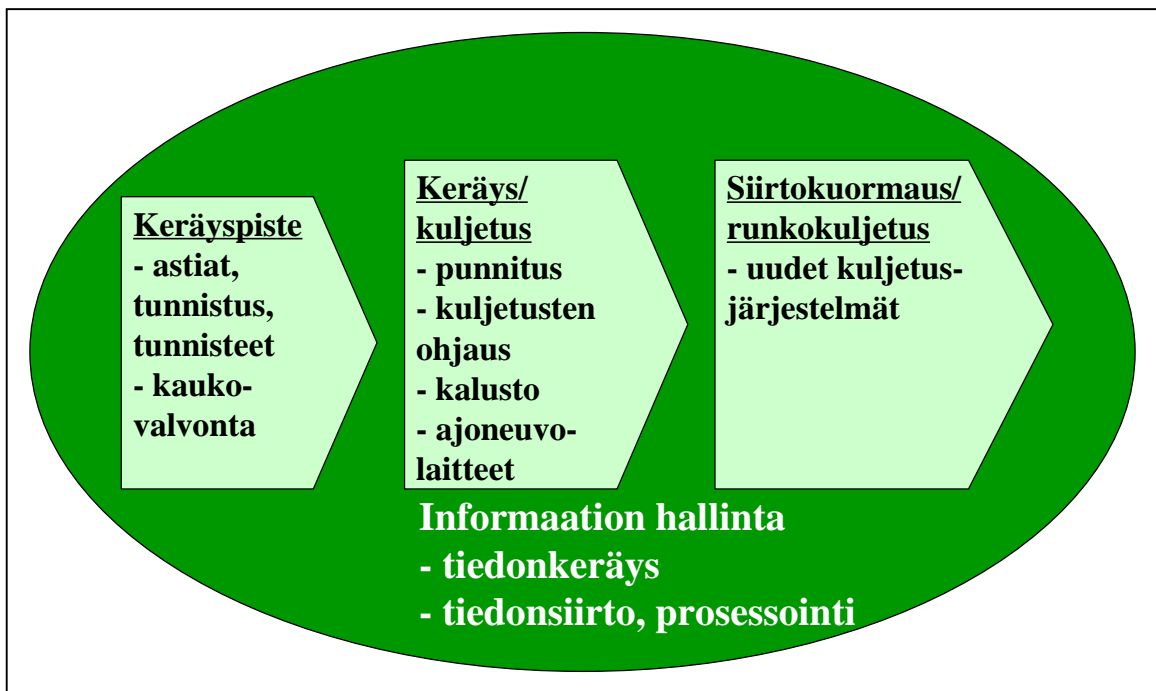 Keräyspiste
- astiat,
tunnistus,
tunnisteet
- kauko-
valvonta
Keräys/
kuljetus
- punnitus
- kuljetusten
ohjaus
- kalusto
- ajoneuvo-
laitteet
Siirtokuormaus/
runkokuljetus
- uudet kuljetus-
järjestelmät
Informaation hallinta
- tiedonkeräys
- tiedonsiirto, prosessointi